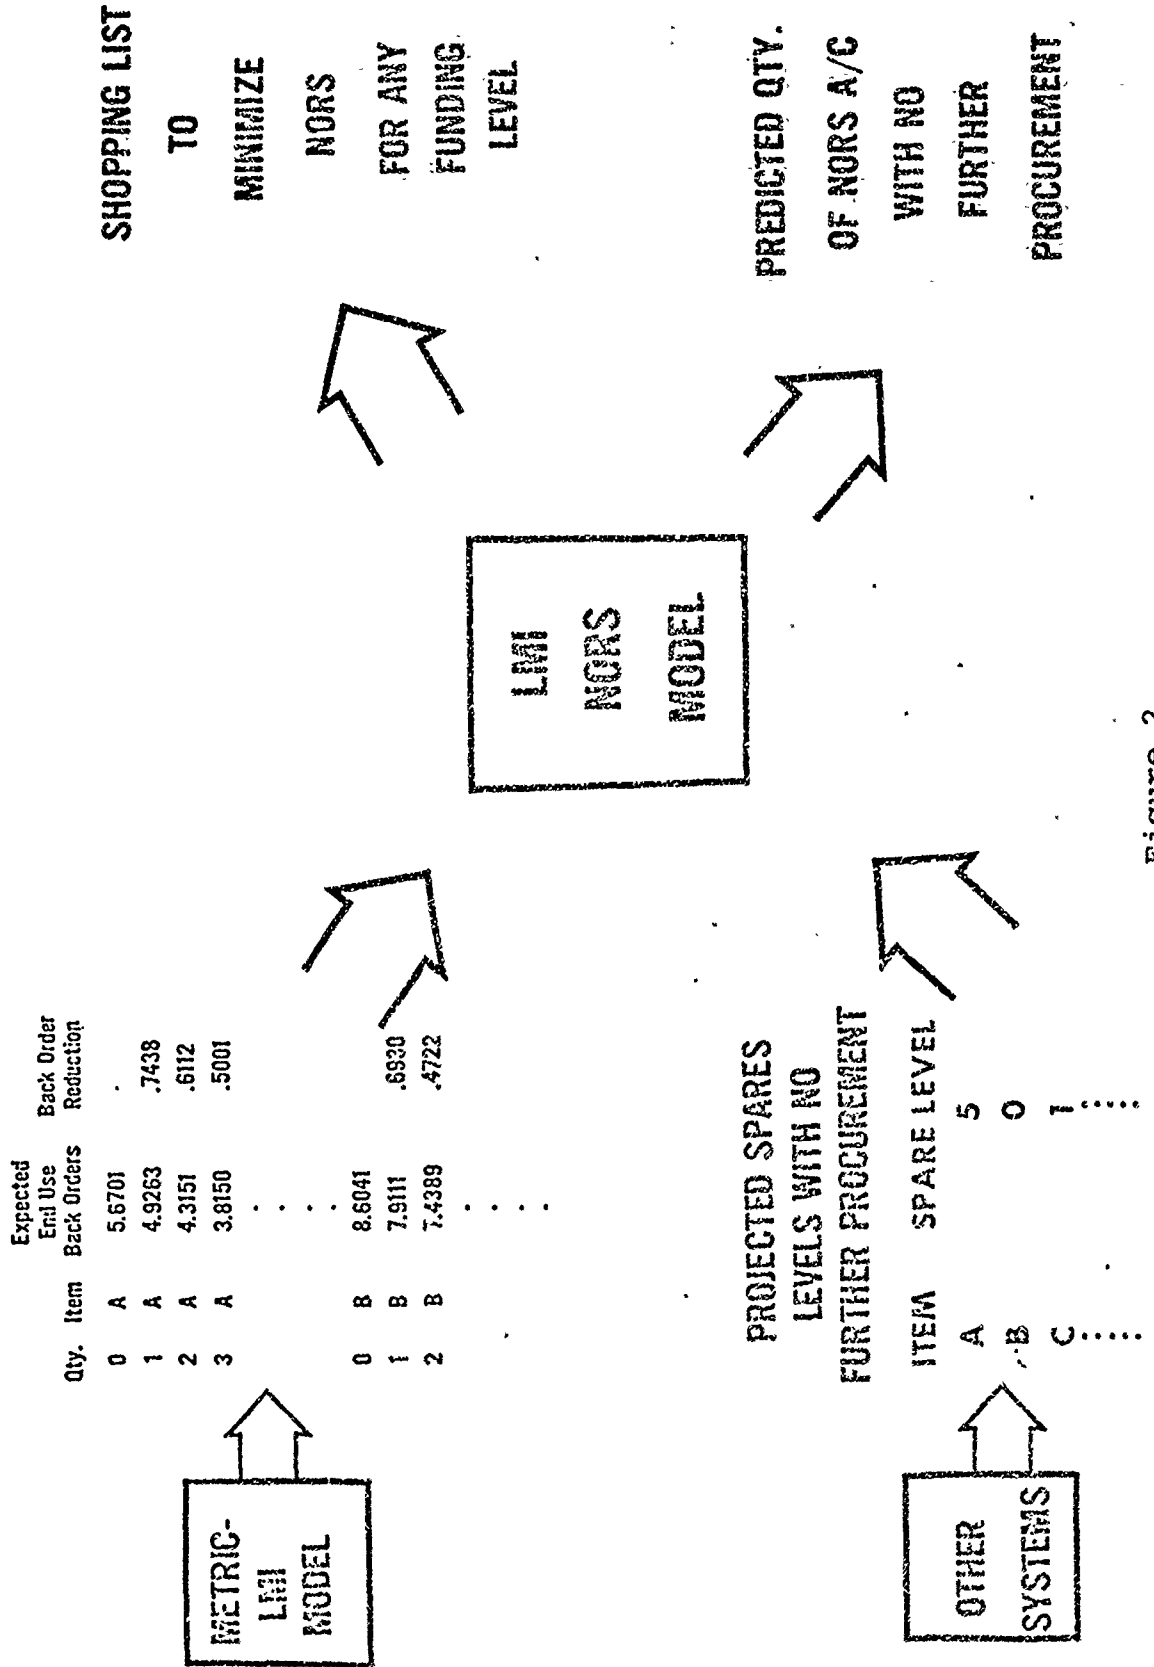 METRIC-
LMI
MODEL
Expected
End Use Back Order
Qty. Item Back Orders Reduction
0 A 5.6701 .
1 A 4.9263 .7438
2 A 4.3151 .6112
3 A 3.8150 .5001
. . . .
0 B 8.6041
1 B 7.9111 .6930
2 B 7.4389 .4722
. . . .
OTHER
SYSTEMS
PROJECTED SPARES
LEVELS WITH NO
FURTHER PROCUREMENT
ITEM SPARE LEVEL
A 5
B 0
C 1
LMI
NORS
MODEL
SHOPPING LIST
TO
MINIMIZE
NORS
FOR ANY
FUNDING
LEVEL
PREDICTED QTY.
OF NORS A/C
WITH NO
FURTHER
PROCUREMENT
Figure